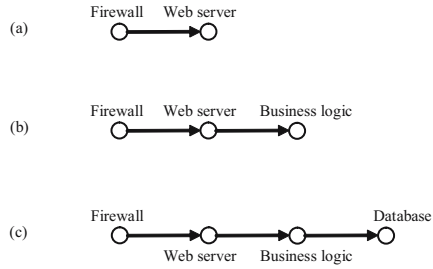 (a) Firewall Web server
(b) Firewall Web server Business logic
(c) Firewall Database
Web server Business logic